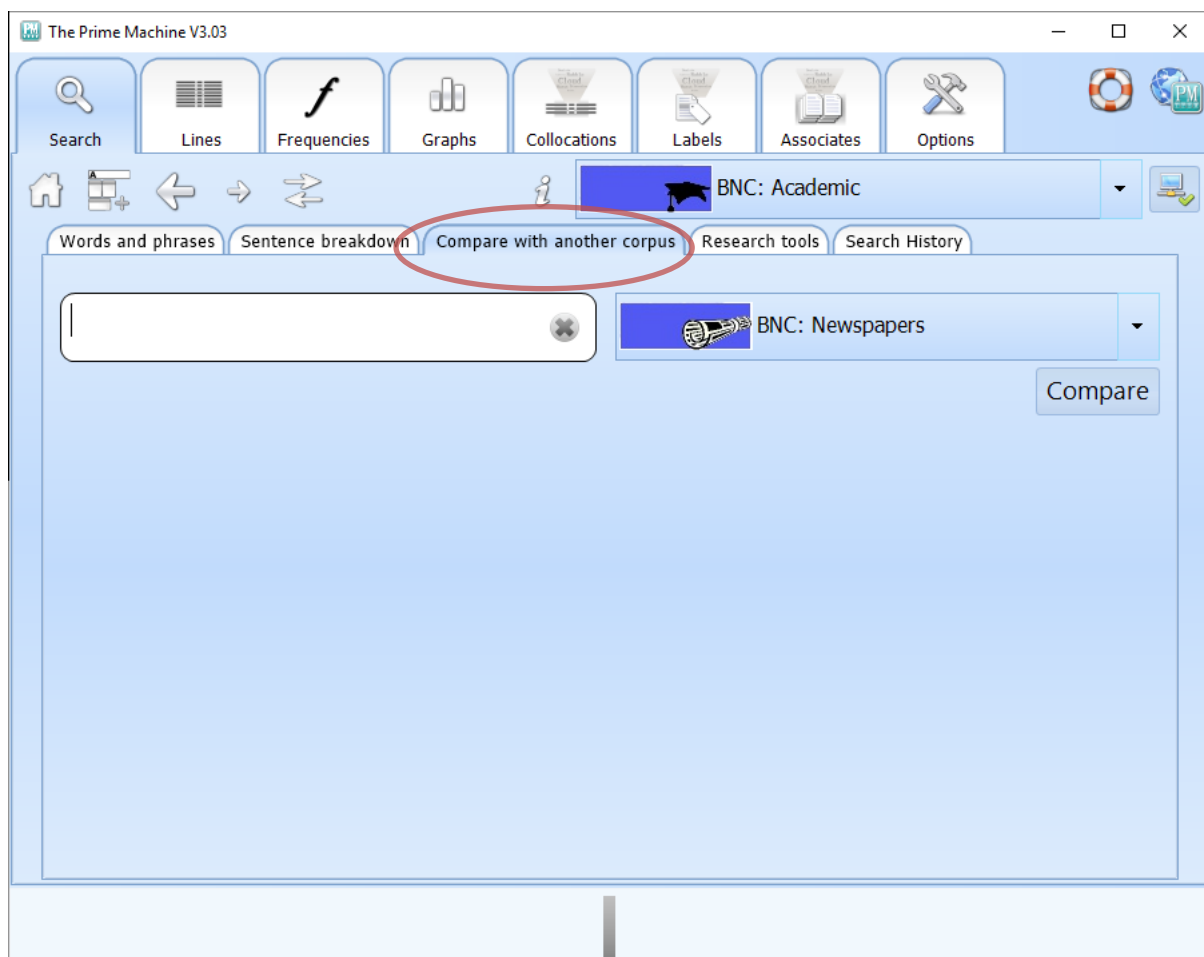 The Prime Machine V3.03
Search Lines Frequencies Graphs Collocations Labels Associates Options
BNC: Academic
Words and phrases Sentence breakdown Compare with another corpus Research tools Search History
BNC: Newspapers
Compare